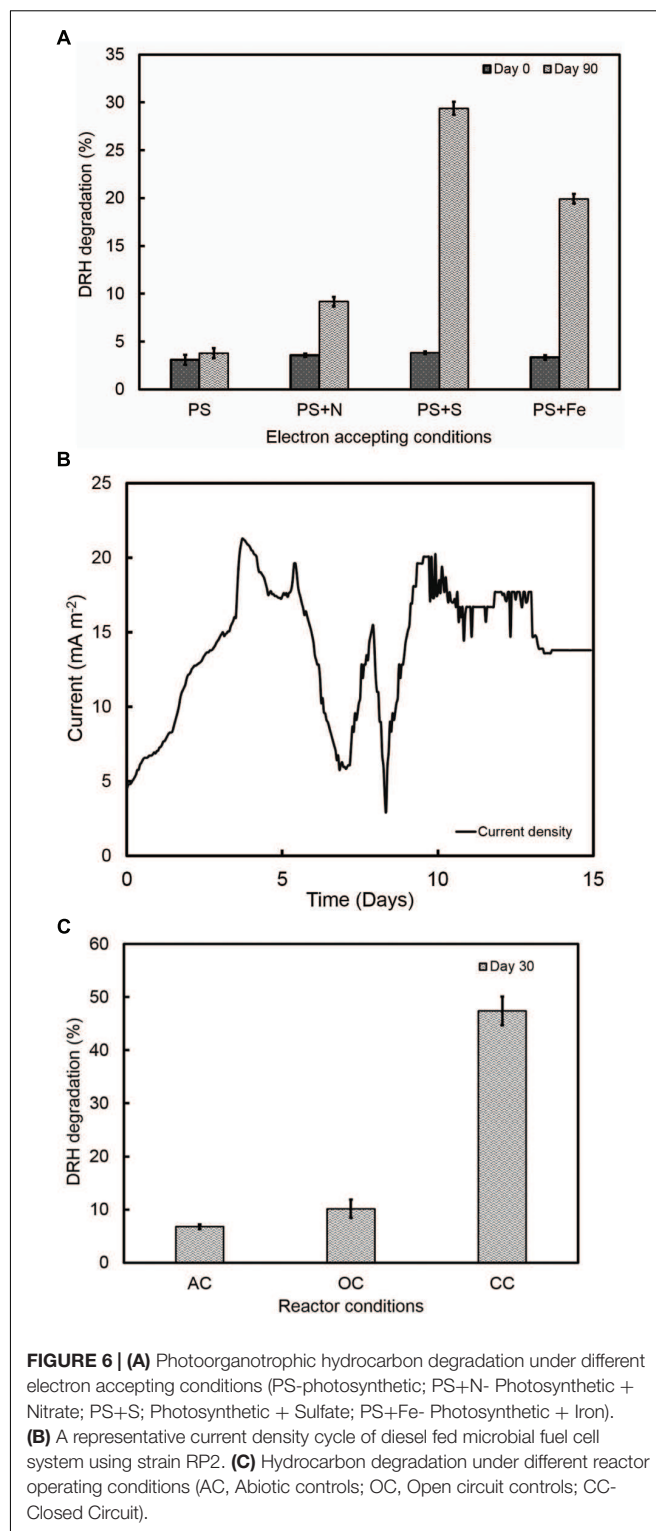 A
35
30
25
20
15
10
5
0
DRH degradation (%)
Day 0 Day 90
PS PS+N PS+S PS+Fe
Electron accepting conditions
B
25
20
15
10
5
0
Current (mA m-2)
Current density
0 5 10 15
Time (Days)
C
60
50
40
30
20
10
0
DRH degradation (%)
Day 30
AC OC CC
Reactor conditions
FIGURE 6 | (A) Photoorganotrophic hydrocarbon degradation under different
electron accepting conditions (PS-photosynthetic; PS+N- Photosynthetic +
Nitrate; PS+S; Photosynthetic + Sulfate; PS+Fe- Photosynthetic + Iron).
(B) A representative current density cycle of diesel fed microbial fuel cell
system using strain RP2. (C) Hydrocarbon degradation under different reactor
operating conditions (AC, Abiotic controls; OC, Open circuit controls; CC-
Closed Circuit).